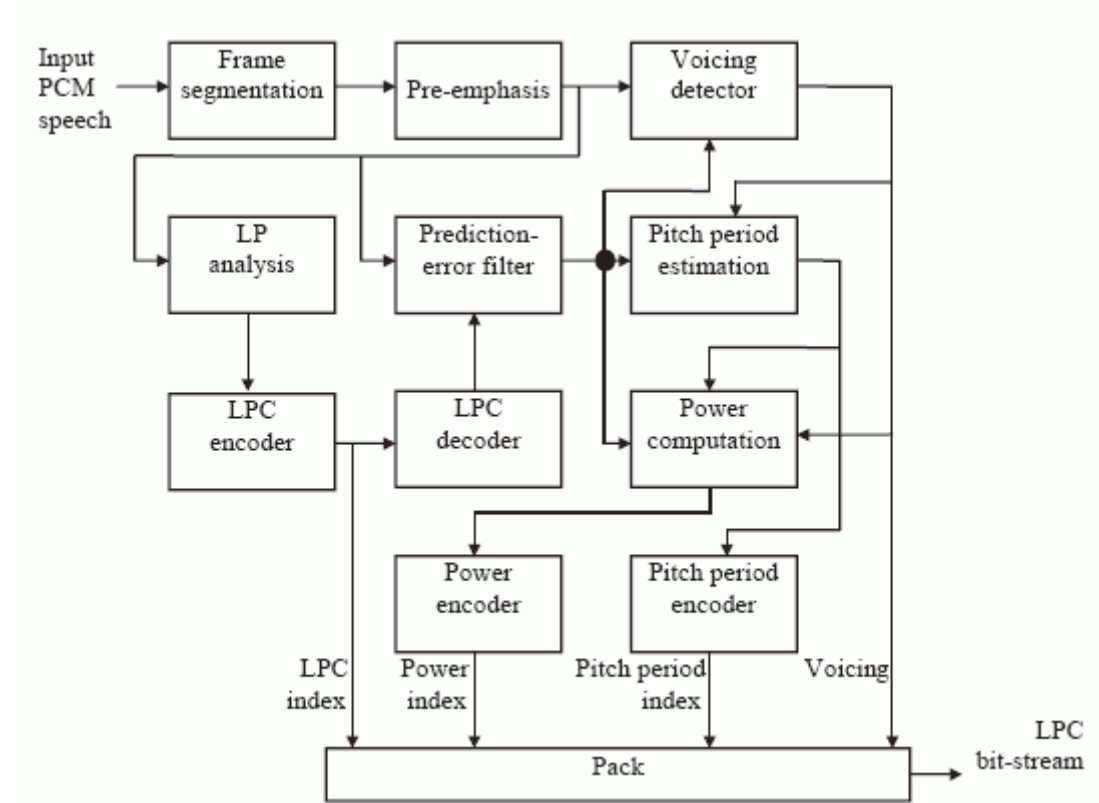 Input
PCM
speech
Frame
segmentation
Pre-emphasis
Voicing
detector
LP
analysis
Prediction-
error filter
Pitch period
estimation
LPC
encoder
LPC
decoder
Power
computation
Power
encoder
Pitch period
encoder
LPC
index
Power
index
Pitch period
index
Voicing
Pack
LPC
bit-stream